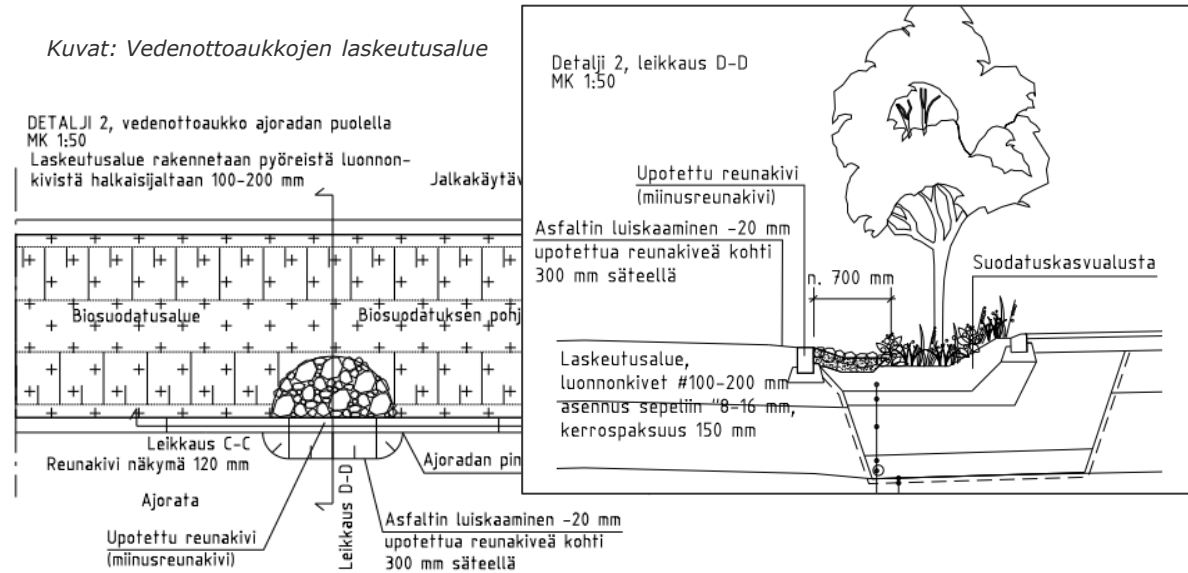 Kuvat: Vedenottoaukkojen laskeutusalue
DETALJI 2, vedenottoaukko ajoradan puolella
MK 1:50
Laskeutusalue rakennetaan pyöreistä luonnon-
kivistä halkaisijaltaan 100-200 mm
Jalkakäytäv
Biosuodatusalue
Biosuodatuksen pohj
Leikkaus C-C
Reunakivi näkymä 120 mm
Ajoradan pin
Ajorata
Leikkaus D-D
Upotettu reunakivi
(miinusreunakivi)
Asfaltin luiskaaminen -20 mm
upotettua reunakiveä kohti
300 mm säteellä
Detalji 2, leikkaus D-D
MK 1:50
Upotettu reunakivi
(miinusreunakivi)
Asfaltin luiskaaminen -20 mm
upotettua reunakiveä kohti
300 mm säteellä
n. 700 mm
Suodatuskasvualusta
Laskeutusalue,
luonnonkivet #100-200 mm
asennus sepeliin "8-16 mm,
kerrospaksuus 150 mm